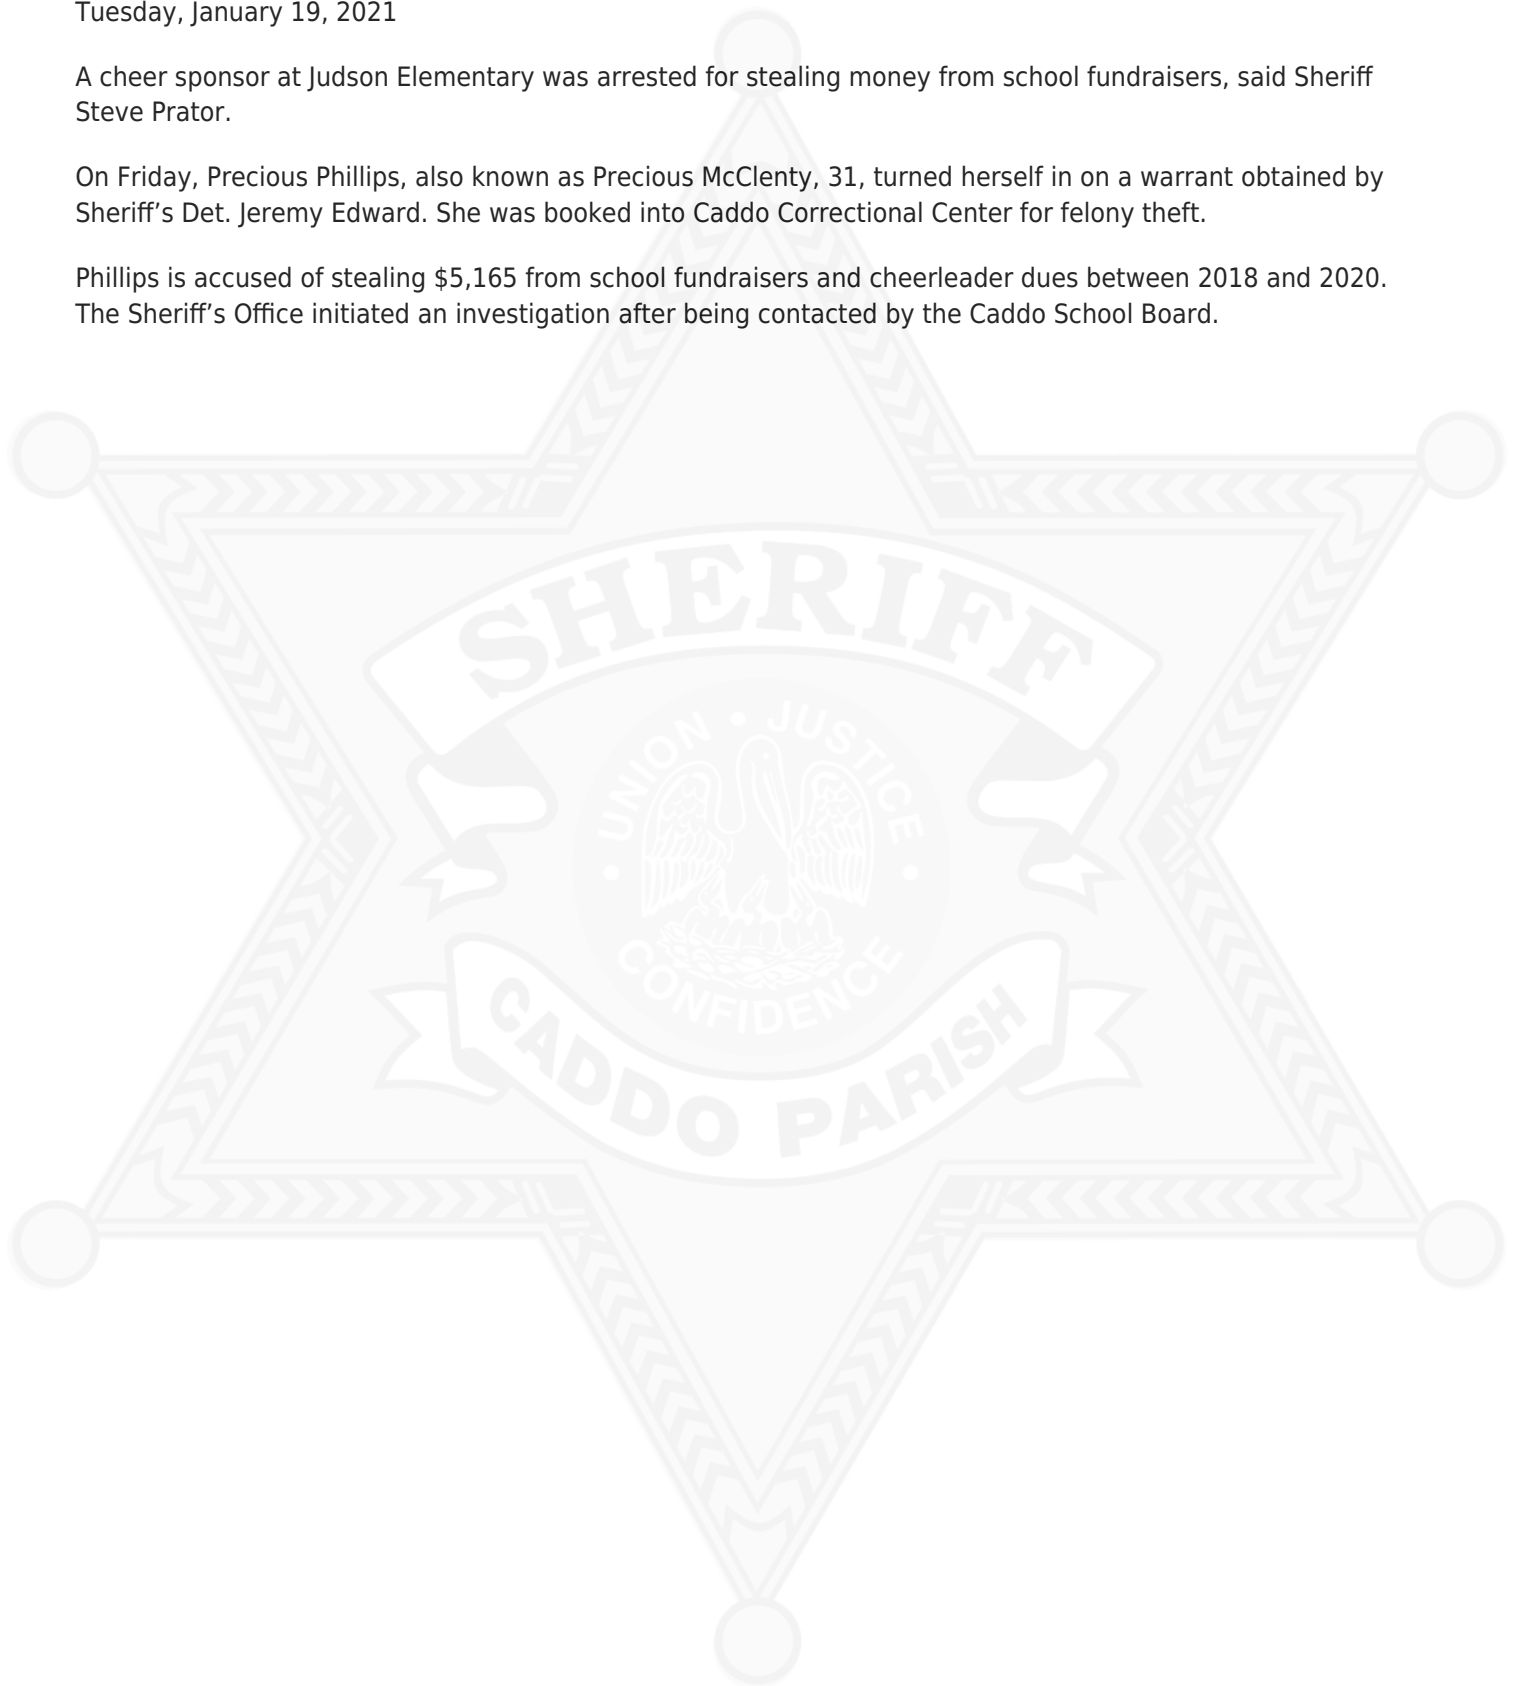 Tuesday, January 19, 2021
A cheer sponsor at Judson Elementary was arrested for stealing money from school fundraisers, said Sheriff
Steve Prator.
On Friday, Precious Phillips, also known as Precious McClenty, 31, turned herself in on a warrant obtained by
Sheriff’s Det. Jeremy Edward. She was booked into Caddo Correctional Center for felony theft.
Phillips is accused of stealing $5,165 from school fundraisers and cheerleader dues between 2018 and 2020.
The Sheriff’s Office initiated an investigation after being contacted by the Caddo School Board.
SHERIFF
UNION • JUSTICE
• CONFIDENCE •
CADDO PARISH